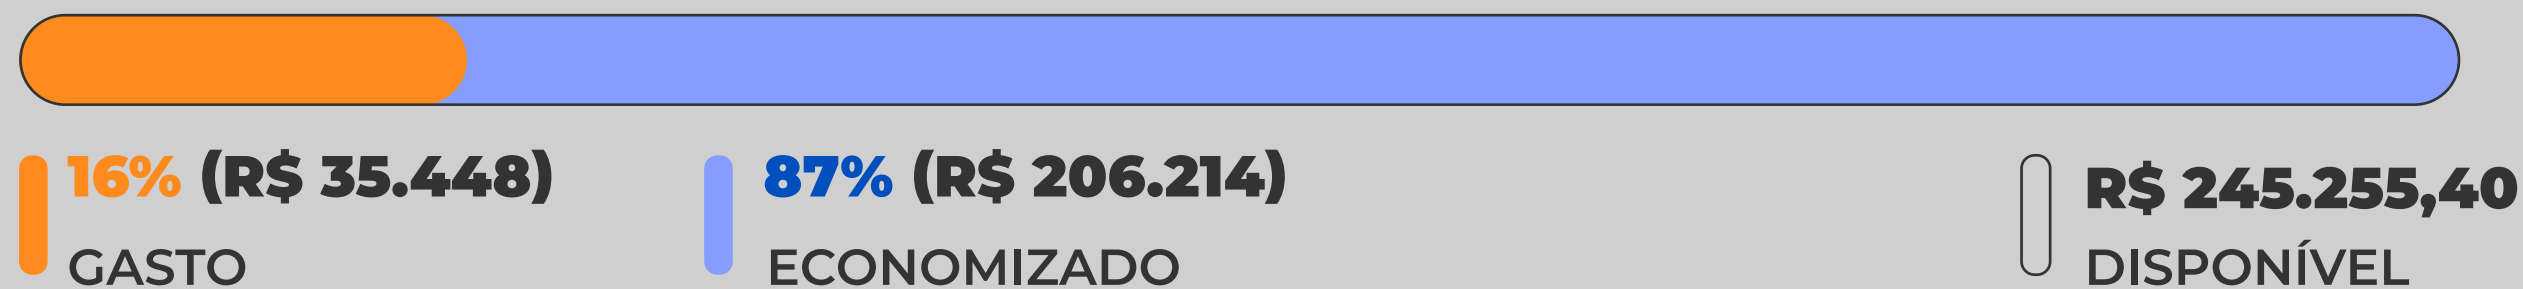 16% (R$ 35.448)
GASTO
87% (R$ 206.214)
ECONOMIZADO
R$ 245.255,40
DISPONÍVEL